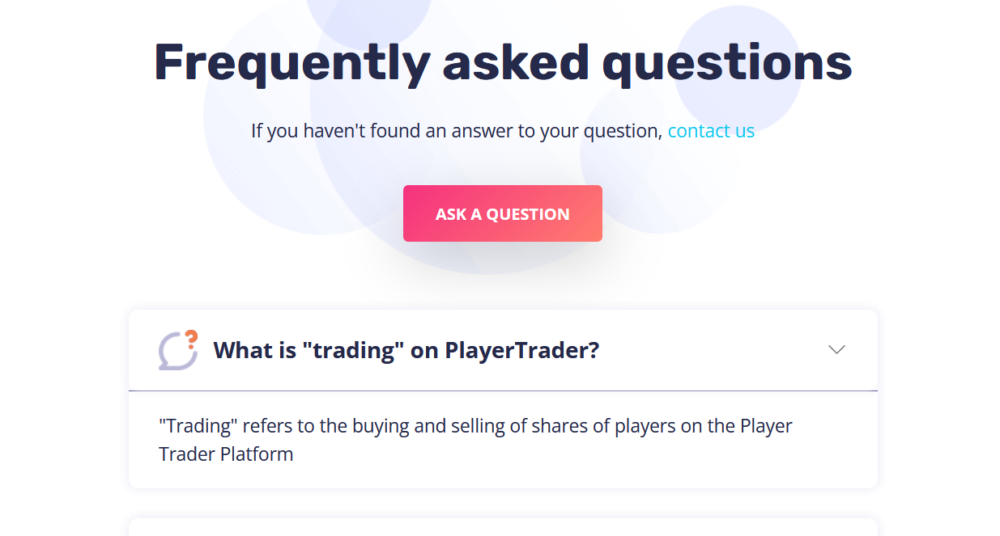 Frequently asked questions
If you haven't found an answer to your question, contact us
ASK A QUESTION
What is "trading" on PlayerTrader?
"Trading" refers to the buying and selling of shares of players on the Player
Trader Platform